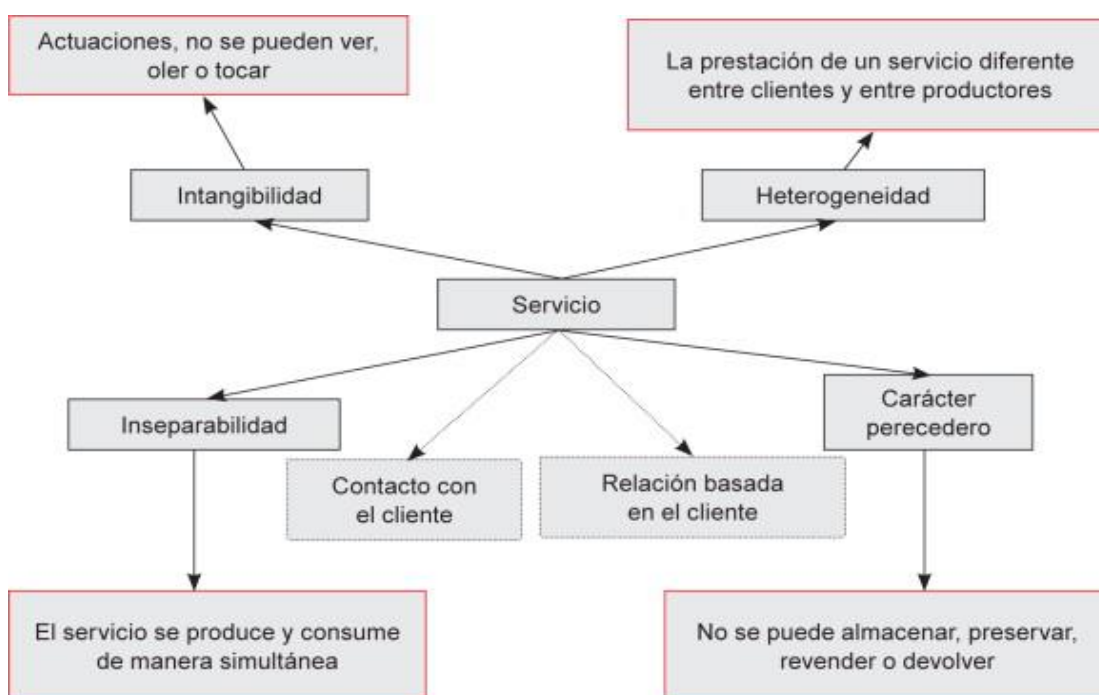 Actuaciones, no se pueden ver,
oler o tocar
La prestación de un servicio diferente
entre clientes y entre productores
Intangibilidad
Heterogeneidad
Servicio
Inseparabilidad
Carácter
perecedero
Contacto con
el cliente
Relación basada
en el cliente
El servicio se produce y consume
de manera simultánea
No se puede almacenar, preservar,
revender o devolver